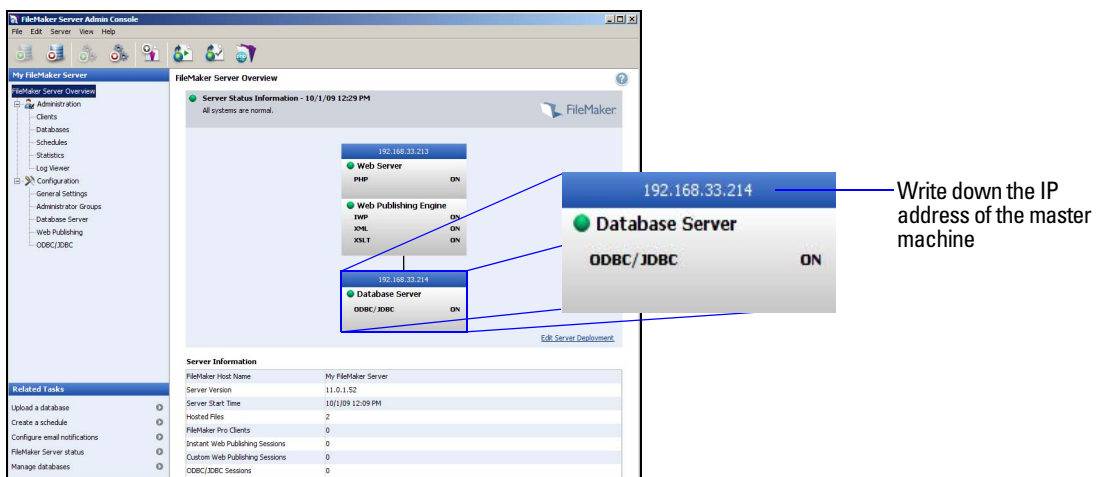 FileMaker Server Admin Console
File Edit Server View Help
My FileMaker Server
FileMaker Server Overview
Administration
Clients
Databases
Schedules
Statistics
Log Viewer
Configuration
General Settings
Administrator Groups
Database Server
Web Publishing
ODBC/JDBC
Related Tasks
Upload a database
Create a schedule
Configure email notifications
FileMaker Server status
Manage databases
FileMaker Server Overview
Server Status Information - 10/1/09 12:29 PM
All systems are normal.
FileMaker.
192.168.33.213
Web Server
PHP ON
Web Publishing Engine
IWP ON
XML ON
XSLT ON
192.168.33.214
Database Server
ODBC/JDBC ON
Edit Server Deployment
Server Information
FileMaker Host Name My FileMaker Server
Server Version 11.0.1.52
Server Start Time 10/1/09 12:09 PM
Hosted Files 2
FileMaker Pro Clients 0
Instant Web Publishing Sessions 0
Custom Web Publishing Sessions 0
ODBC/JDBC Sessions 0
192.168.33.214
Database Server
ODBC/JDBC ON
Write down the IP
address of the master
machine